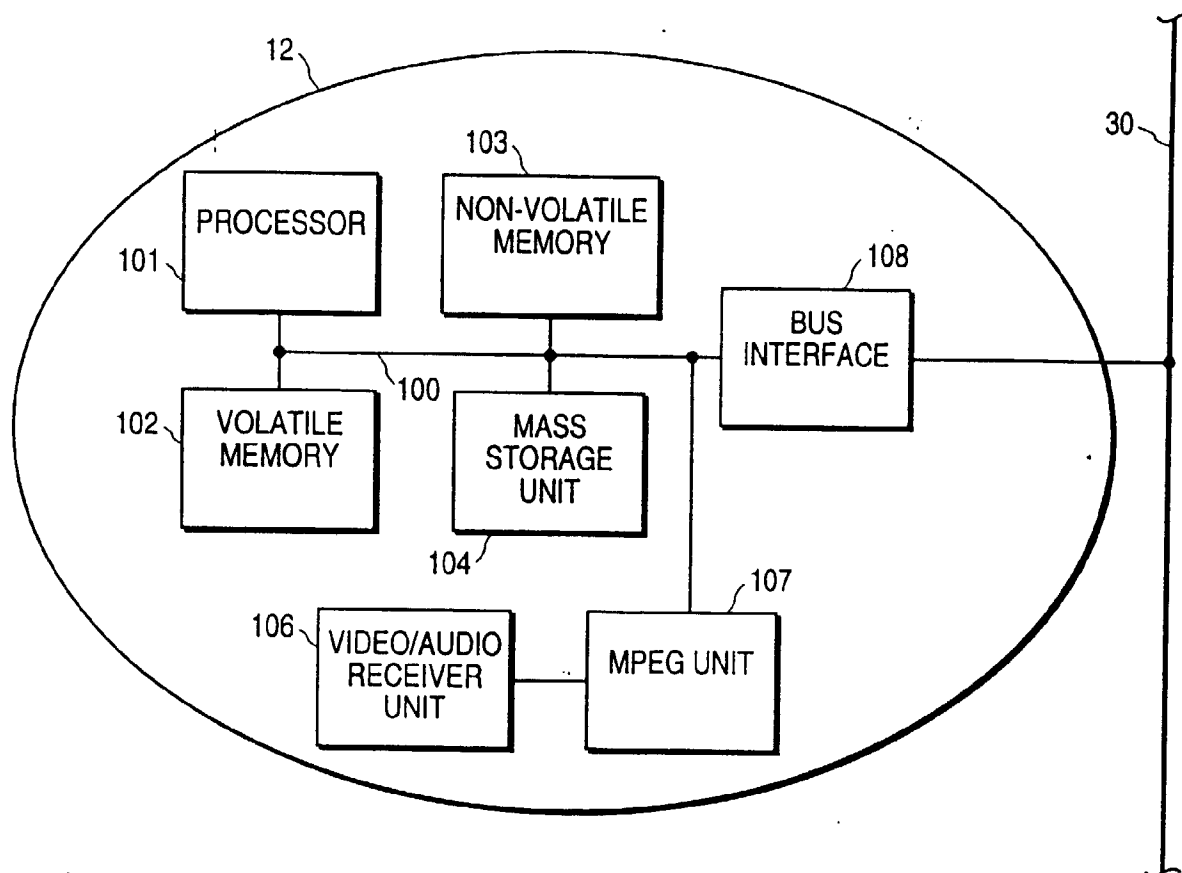 12
30
103
PROCESSOR
NON-VOLATILE
MEMORY
101
108
BUS
INTERFACE
100
102
VOLATILE
MEMORY
MASS
STORAGE
UNIT
104
107
106
VIDEO/AUDIO
RECEIVER
UNIT
MPEG UNIT